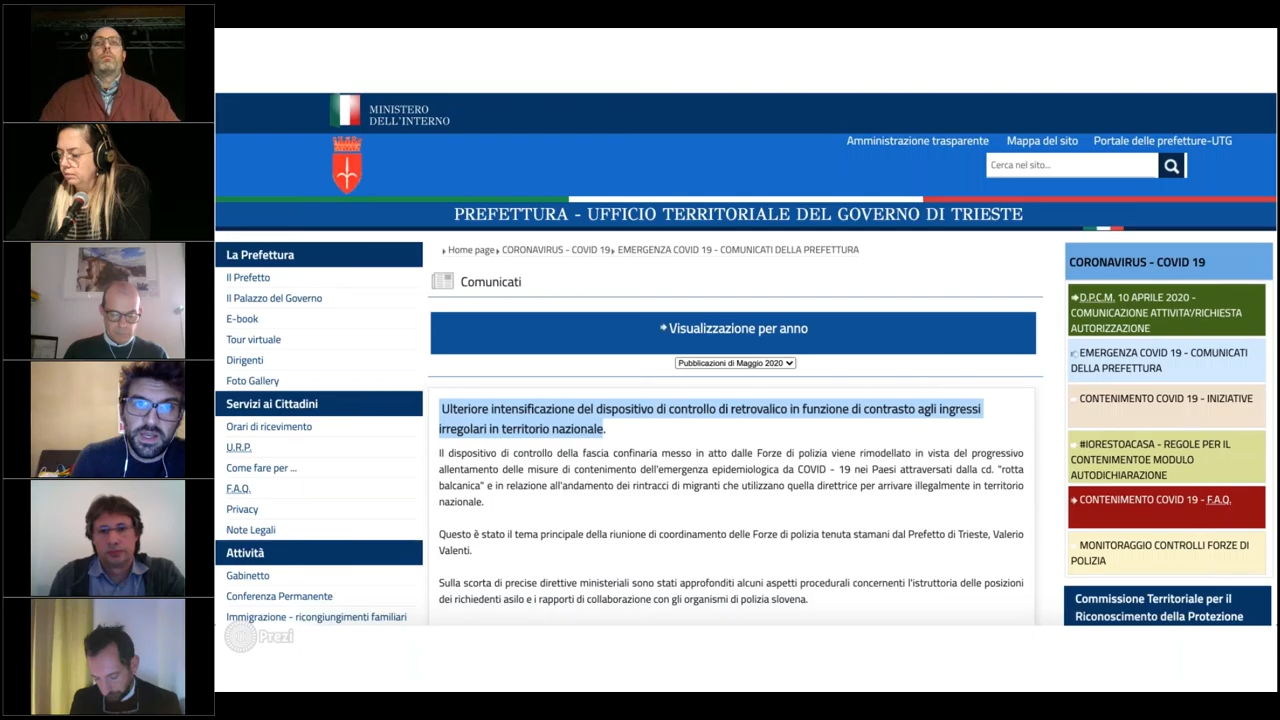 MINISTERO
DELL'INTERNO
Amministrazione trasparente Mappa del sito Portale delle prefetture-UTG
Cerca nel sito...
PREFETTURA - UFFICIO TERRITORIALE DEL GOVERNO DI TRIESTE
La Prefettura
Il Prefetto
Il Palazzo del Governo
E-book
Tour virtuale
Dirigenti
Foto Gallery
Servizi ai Cittadini
Orari di ricevimento
U.R.P.
Come fare per ...
F.A.Q.
Privacy
Note Legali
Attività
Gabinetto
Conferenza Permanente
Immigrazione - ricongiungimenti familiari
Home page CORONAVIRUS - COVID 19 EMERGENZA COVID 19 - COMUNICATI DELLA PREFETTURA
Comunicati
Visualizzazione per anno
Pubblicazioni di Maggio 2020
Ulteriore intensificazione del dispositivo di controllo di retrovalico in funzione di contrasto agli ingressi
irregolari in territorio nazionale.
Il dispositivo di controllo della fascia confinaria messo in atto dalle Forze di polizia viene rimodellato in vista del progressivo
allentamento delle misure di contenimento dell'emergenza epidemiologica da COVID - 19 nei Paesi attraversati dalla cd. "rotta
balcanica" e in relazione all'andamento dei rintracci di migranti che utilizzano quella direttrice per arrivare illegalmente in territorio
nazionale.
Questo è stato il tema principale della riunione di coordinamento delle Forze di polizia tenuta stamani dal Prefetto di Trieste, Valerio
Valenti.
Sulla scorta di precise direttive ministeriali sono stati approfonditi alcuni aspetti procedurali concernenti l'istruttoria delle posizioni
dei richiedenti asilo e i rapporti di collaborazione con gli organismi di polizia slovena.
CORONAVIRUS - COVID 19
D.P.C.M. 10 APRILE 2020 -
COMUNICAZIONE ATTIVITA'/RICHIESTA
AUTORIZZAZIONE
EMERGENZA COVID 19 - COMUNICATI
DELLA PREFETTURA
CONTENIMENTO COVID 19 - INIZIATIVE
#IORESTOACASA - REGOLE PER IL
CONTENIMENTOE MODULO
AUTODICHIARAZIONE
CONTENIMENTO COVID 19 - F.A.Q.
MONITORAGGIO CONTROLLI FORZE DI
POLIZIA
Commissione Territoriale per il
Riconoscimento della Protezione
Prezi